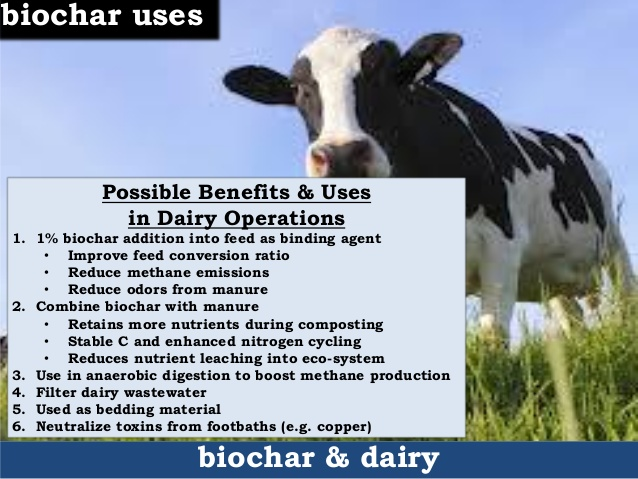 biochar uses
Possible Benefits & Uses
in Dairy Operations
1. 1% biochar addition into feed as binding agent
• Improve feed conversion ratio
• Reduce methane emissions
• Reduce odors from manure
2. Combine biochar with manure
• Retains more nutrients during composting
• Stable C and enhanced nitrogen cycling
• Reduces nutrient leaching into eco-system
3. Use in anaerobic digestion to boost methane production
4. Filter dairy wastewater
5. Used as bedding material
6. Neutralize toxins from footbaths (e.g. copper)
biochar & dairy